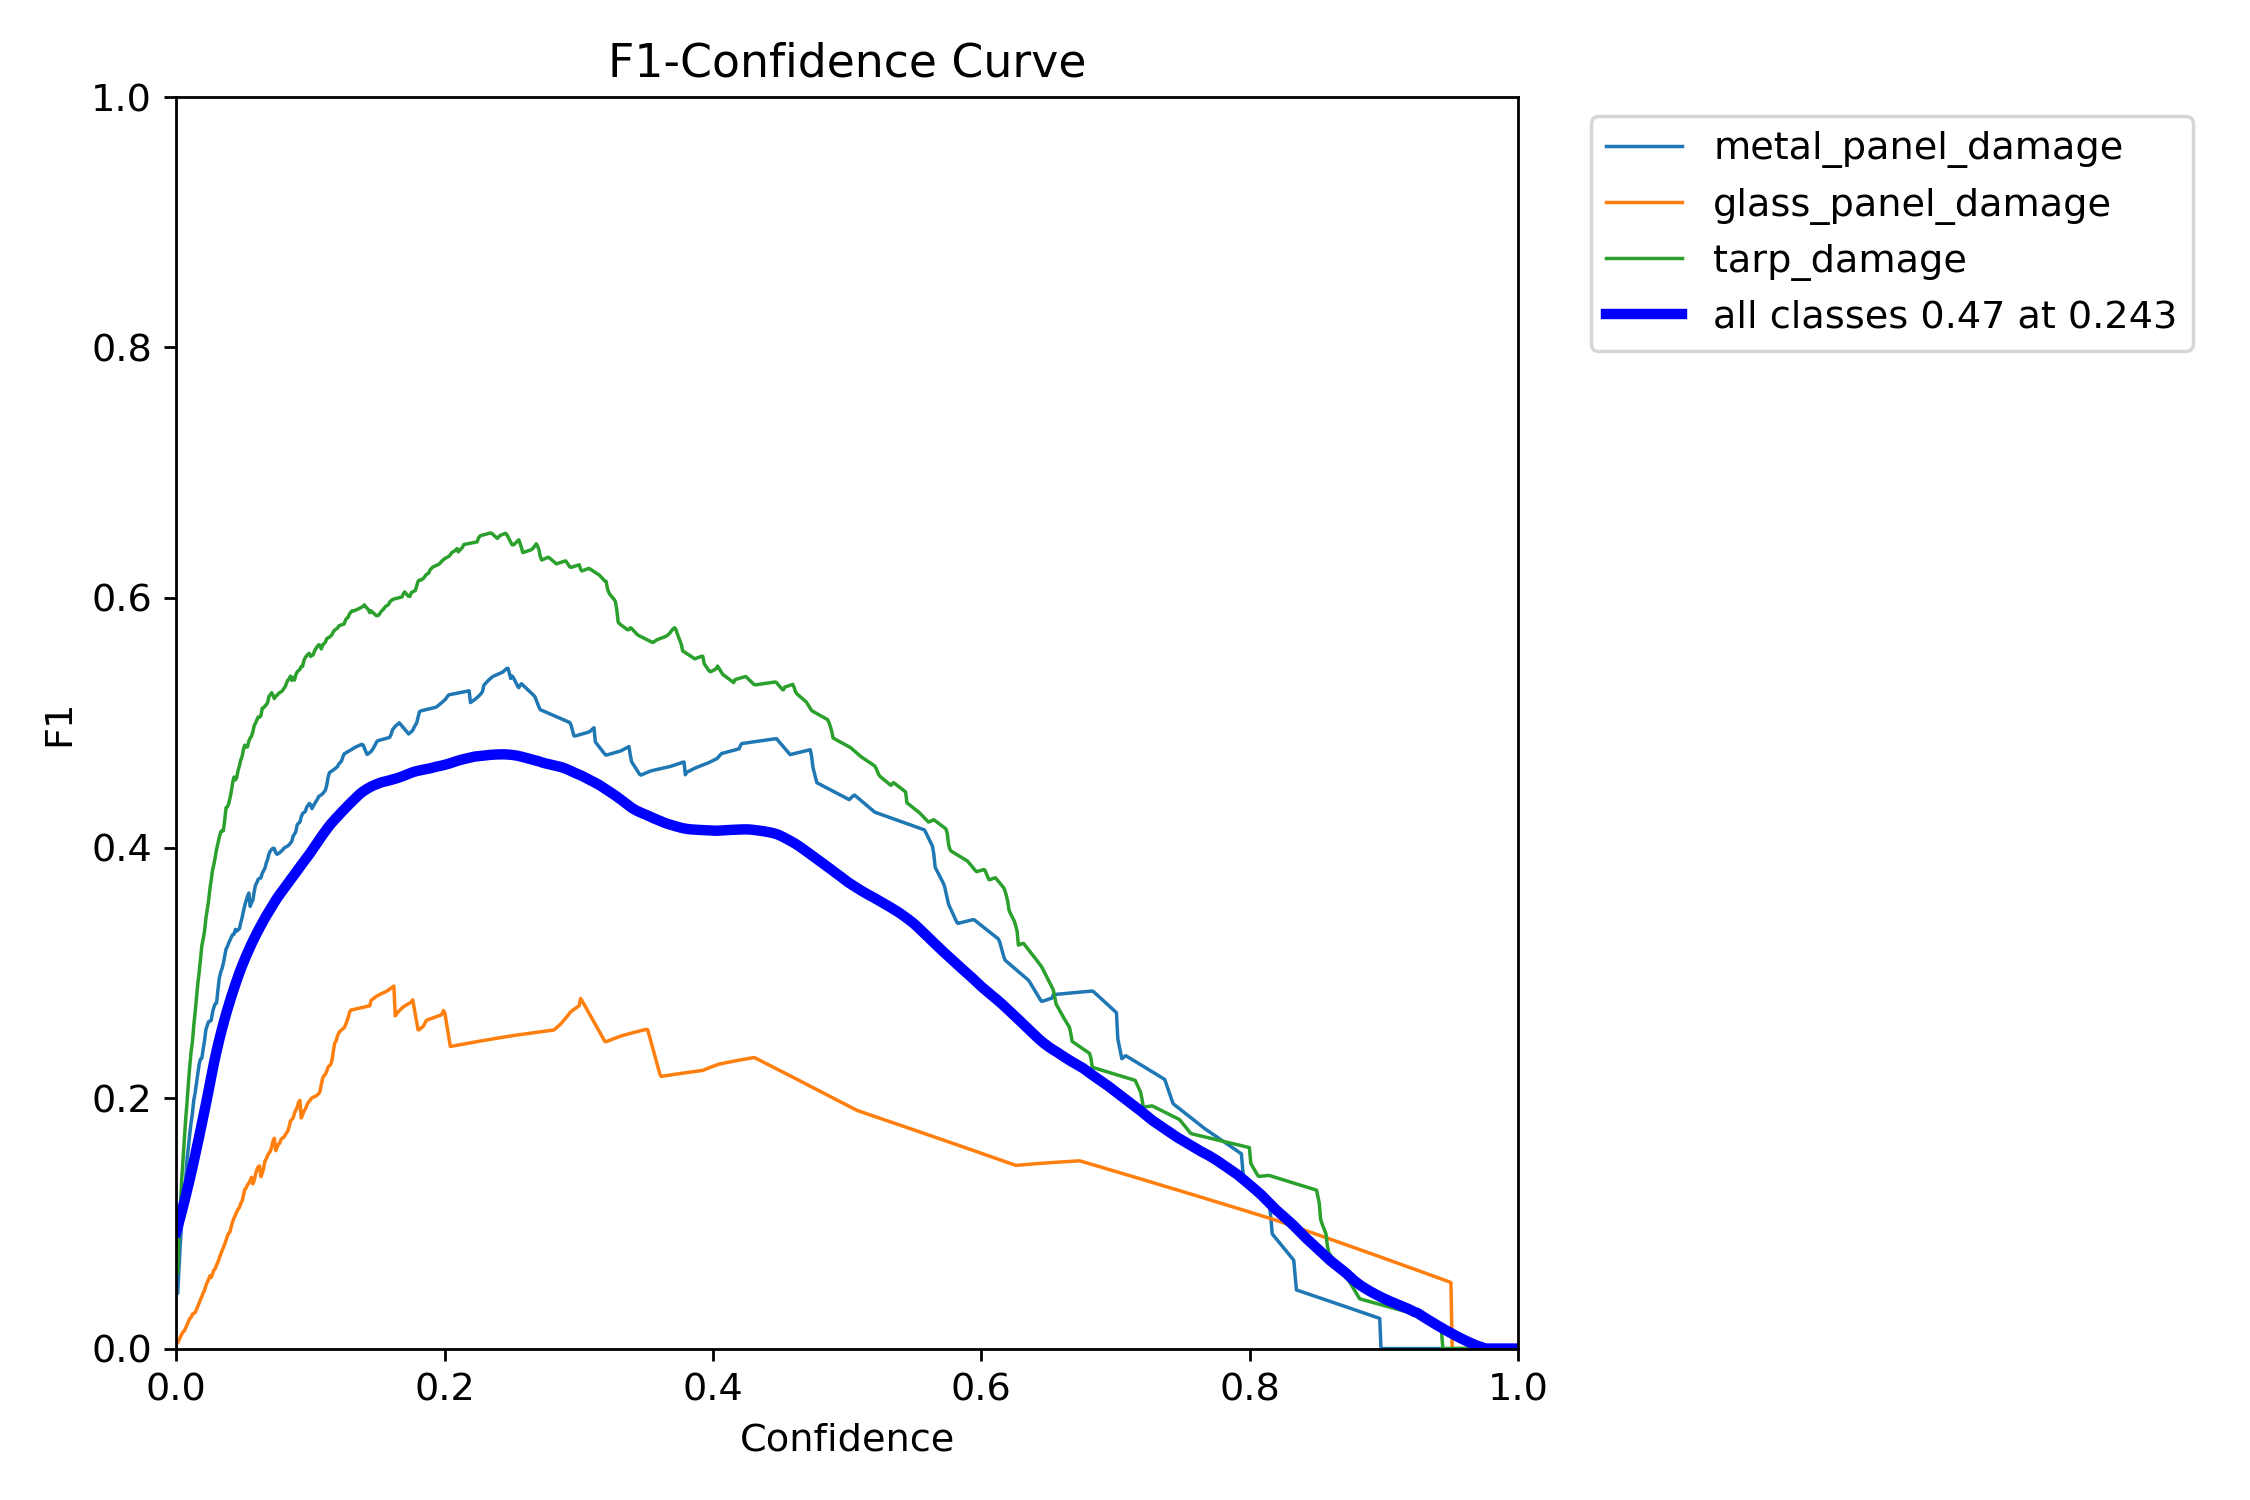 F1-Confidence Curve
1.0
0.8
0.6
0.4
0.2
0.0
F1
0.0 0.2 0.4 0.6 0.8 1.0
Confidence
metal_panel_damage
glass_panel_damage
tarp_damage
all classes 0.47 at 0.243